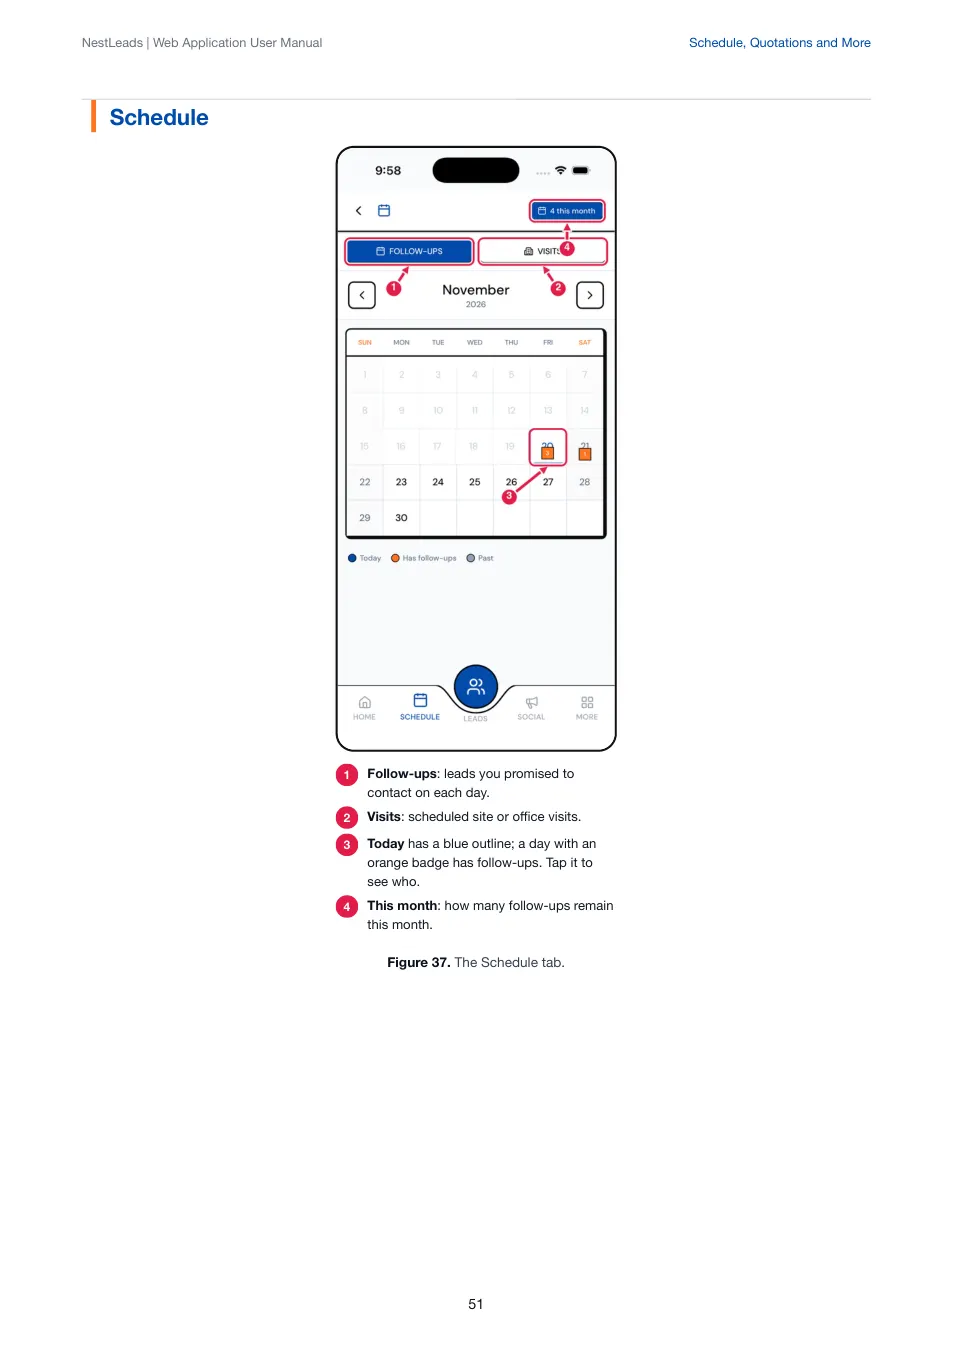 NestLeads | Web Application User Manual
Schedule, Quotations and More
Schedule
9:58
4 this month
FOLLOW-UPS
VISITS
4
1
2
November
2026
SUN MON TUE WED THU FRI SAT
1 2 3 4 5 6 7
8 9 10 11 12 13 14
15 16 17 18 19 20 21
3 1
22 23 24 25 26 27 28
3
29 30
Today Has follow-ups Past
HOME SCHEDULE LEADS SOCIAL MORE
1 Follow-ups: leads you promised to
contact on each day.
2 Visits: scheduled site or office visits.
3 Today has a blue outline; a day with an
orange badge has follow-ups. Tap it to
see who.
4 This month: how many follow-ups remain
this month.
Figure 37. The Schedule tab.
51